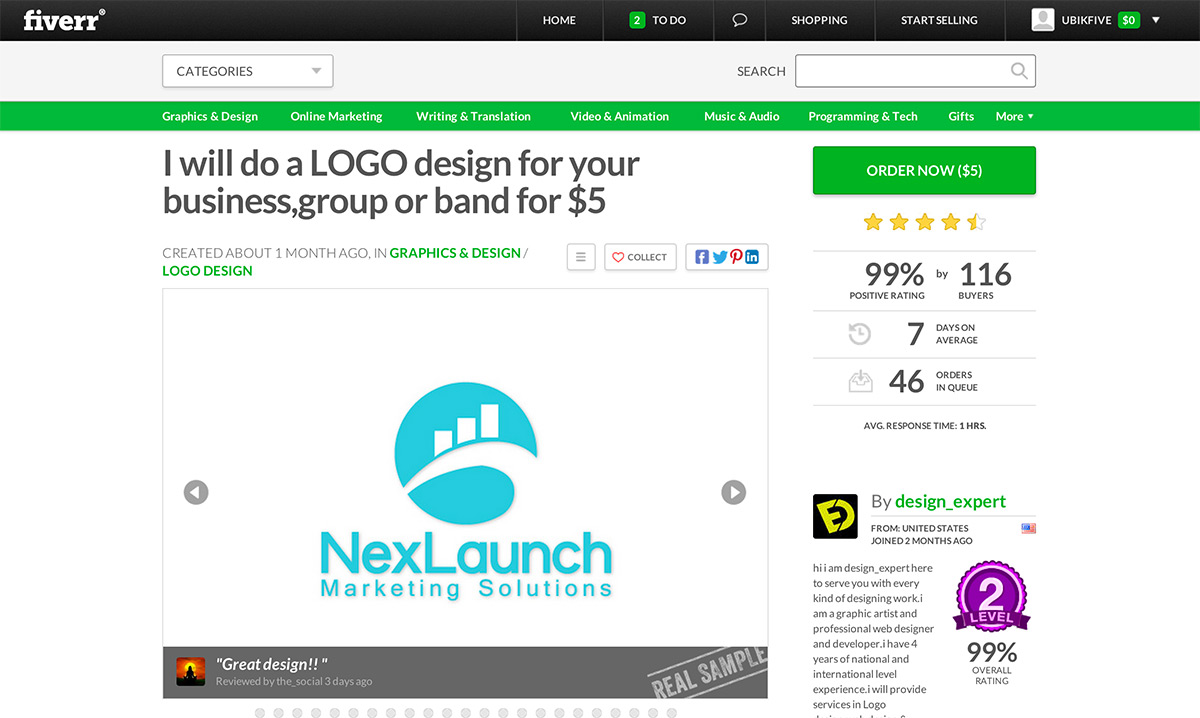 fiverr®
HOME
2 TO DO
SHOPPING
START SELLING
UBIKFIVE $0
CATEGORIES
SEARCH
Graphics & Design
Online Marketing
Writing & Translation
Video & Animation
Music & Audio
Programming & Tech
Gifts
More
I will do a LOGO design for your
business,group or band for $5
CREATED ABOUT 1 MONTH AGO, IN GRAPHICS & DESIGN /
LOGO DESIGN
COLLECT
NexLaunch
Marketing Solutions
"Great design!! "
Reviewed by the_social 3 days ago
REAL SAMPLE
ORDER NOW ($5)
99% by 116
POSITIVE RATING BUYERS
7 DAYS ON
AVERAGE
46 ORDERS
IN QUEUE
AVG. RESPONSE TIME: 1 HRS.
By design_expert
FROM: UNITED STATES
JOINED 2 MONTHS AGO
hi i am design_expert here
to serve you with every
kind of designing work.i
am a graphic artist and
professional web designer
and developer.i have 4
years of national and
international level
experience.i will provide
services in Logo
2
LEVEL
99%
OVERALL
RATING